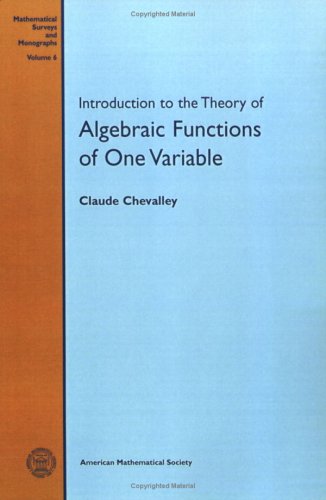 Mathematical
Surveys
and
Monographs
Volume 6
Introduction to the Theory of
Algebraic Functions
of One Variable
Claude Chevalley
American Mathematical Society